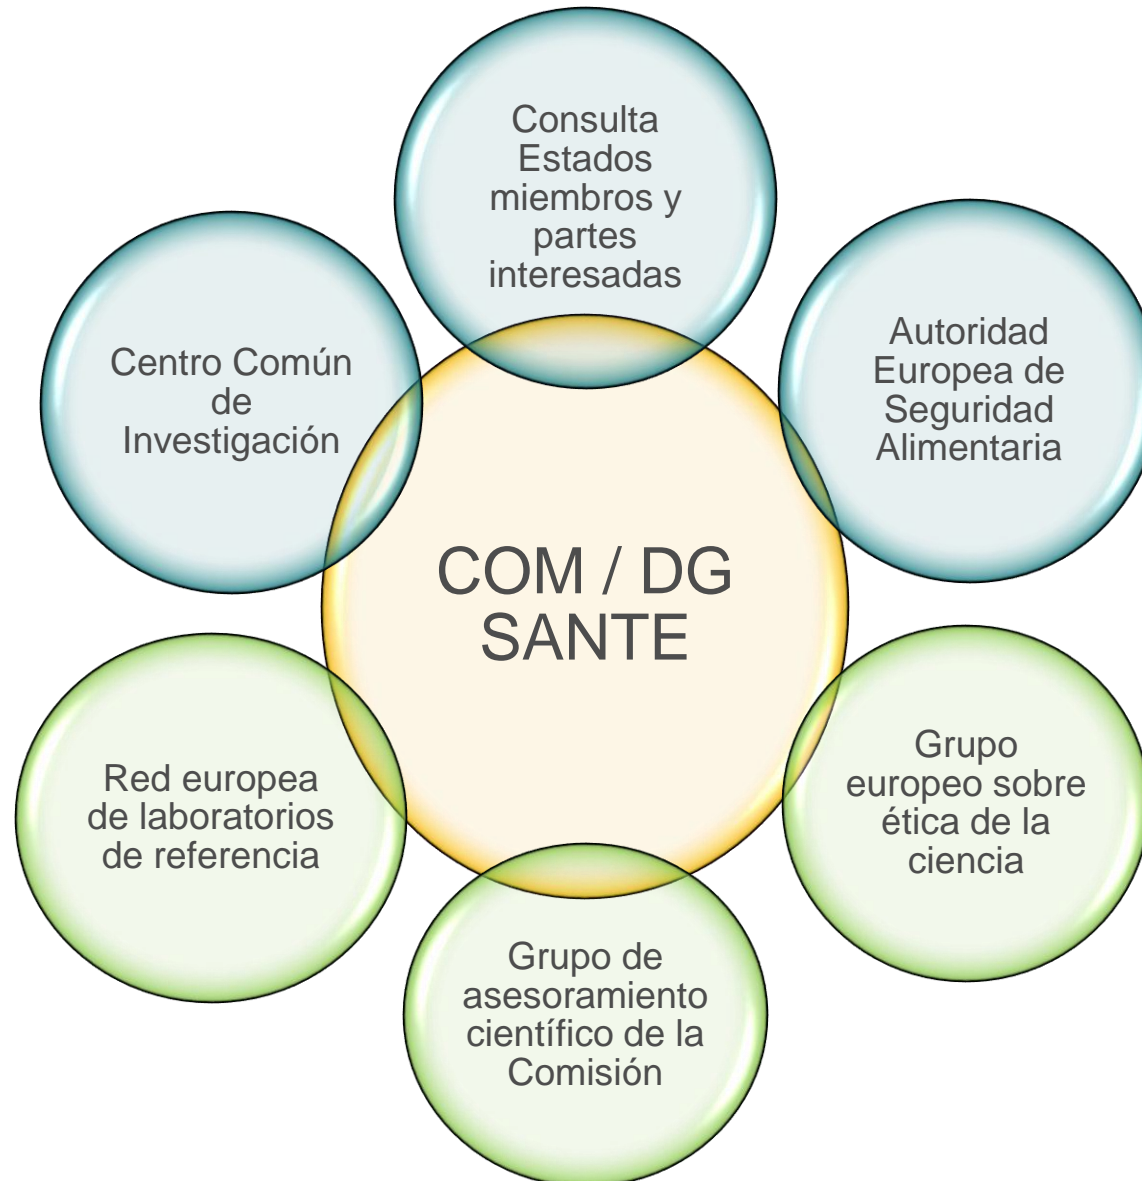 Consulta
Estados
miembros y
partes
interesadas
Autoridad
Europea de
Seguridad
Alimentaria
Centro Común
de
Investigación
COM / DG
SANTE
Grupo
europeo sobre
ética de la
ciencia
Red europea
de laboratorios
de referencia
Grupo de
asesoramiento
científico de la
Comisión